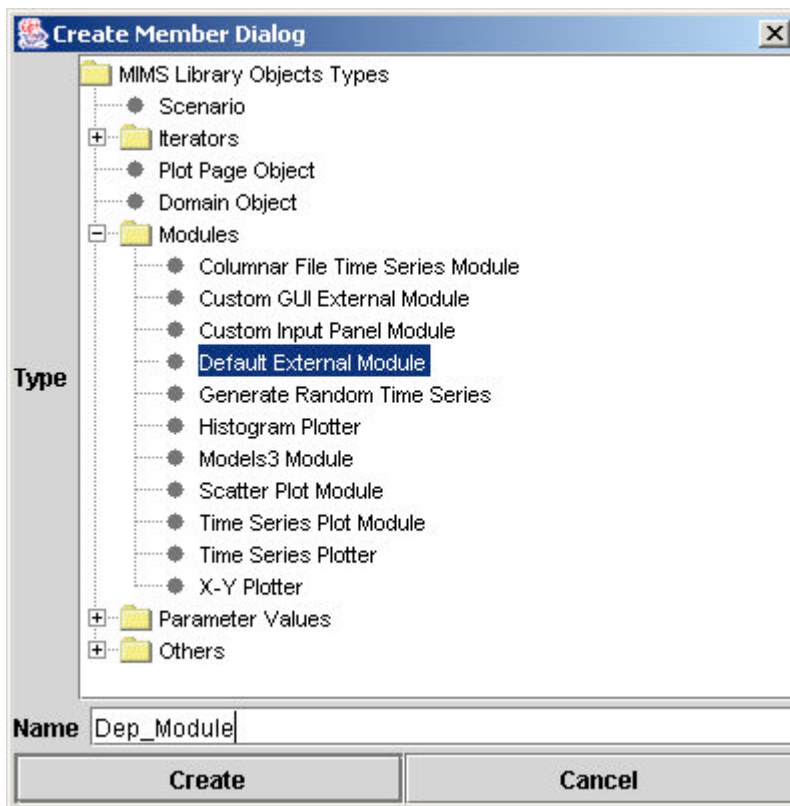 Create Member Dialog
MIMS Library Objects Types
Scenario
Iterators
Plot Page Object
Domain Object
Modules
Columnar File Time Series Module
Custom GUI External Module
Custom Input Panel Module
Default External Module
Generate Random Time Series
Histogram Plotter
Models3 Module
Scatter Plot Module
Time Series Plot Module
Time Series Plotter
X-Y Plotter
Parameter Values
Others
Type
Name Dep_Module
Create Cancel